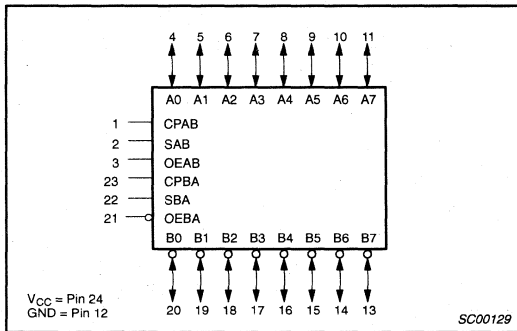 4 5 6 7 8 9 10 11
A0 A1 A2 A3 A4 A5 A6 A7
1 CPAB
2 SAB
3 OEAB
23 CPBA
22 SBA
21 OEBA
B0 B1 B2 B3 B4 B5 B6 B7
20 19 18 17 16 15 14 13
VCC = Pin 24
GND = Pin 12
SC00129